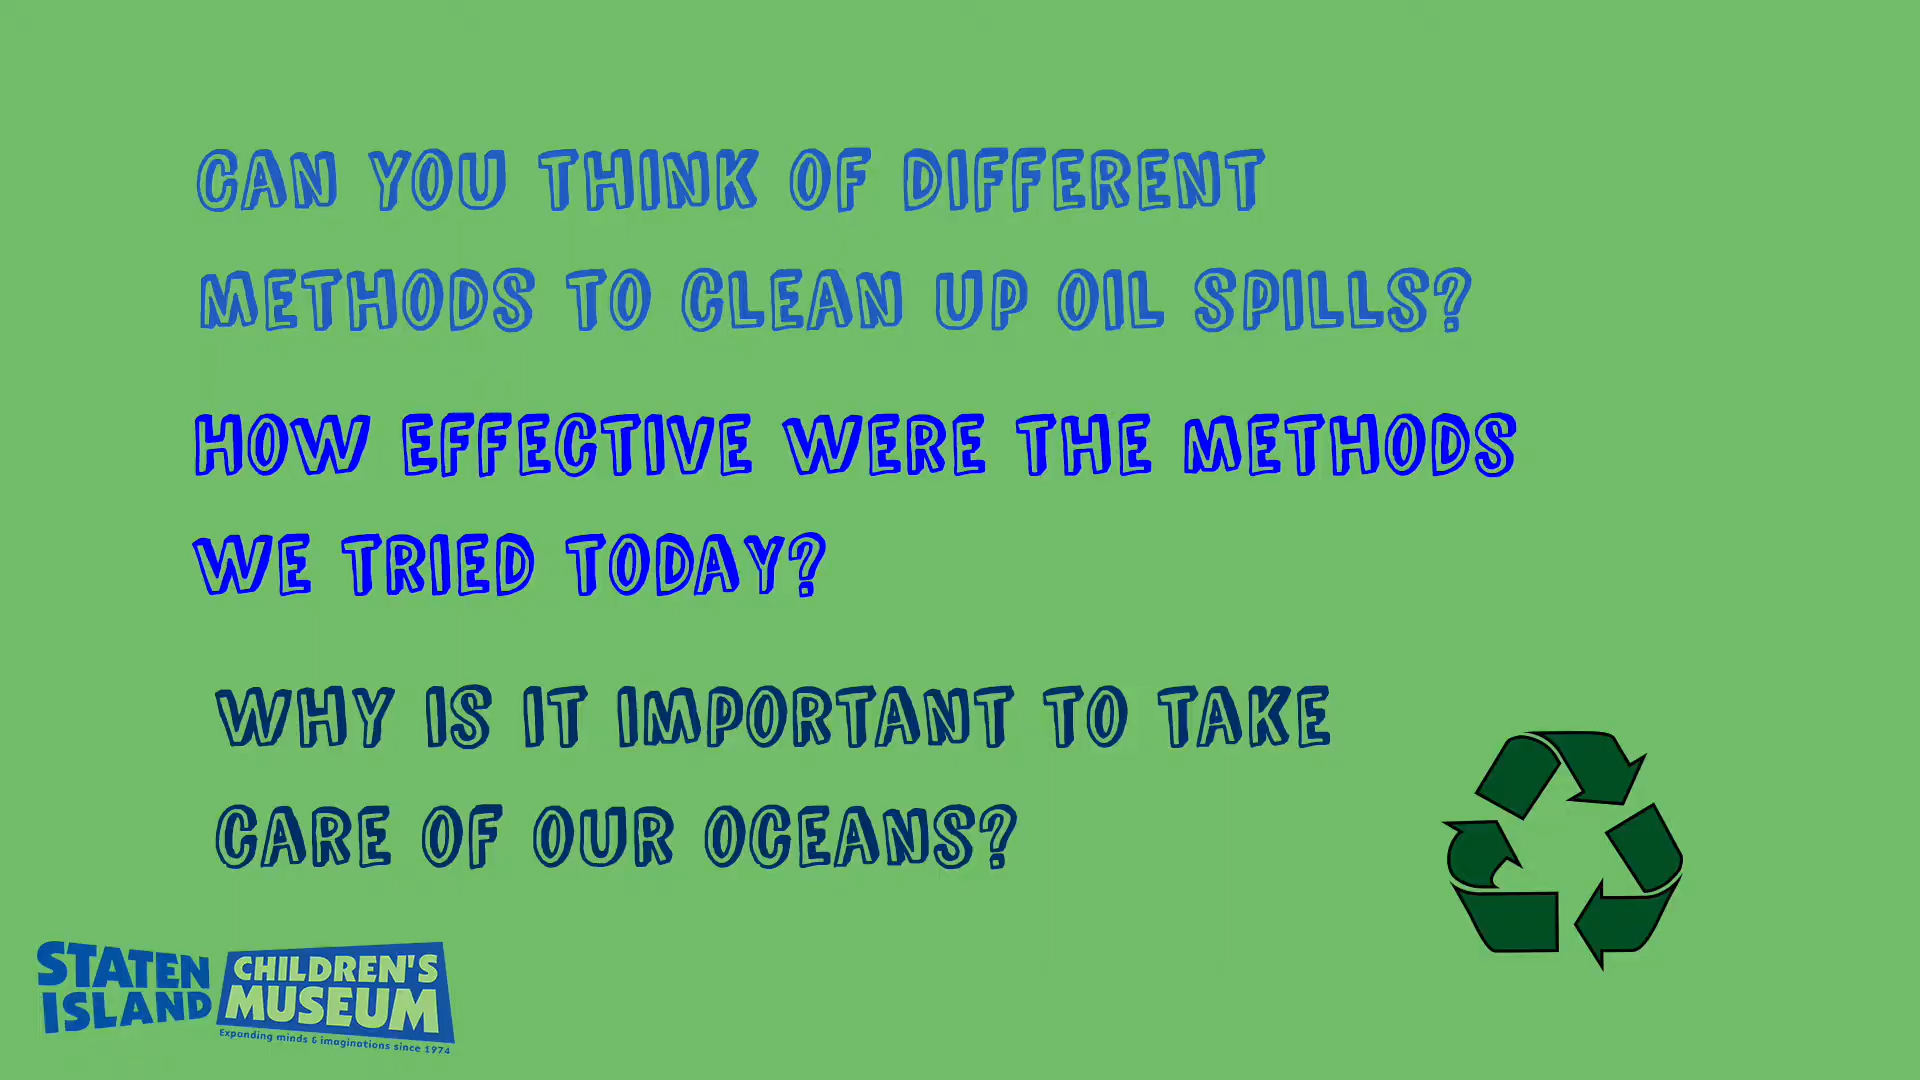 CAN YOU THINK OF DIFFERENT
METHODS TO CLEAN UP OIL SPILLS?
HOW EFFECTIVE WERE THE METHODS
WE TRIED TODAY?
WHY IS IT IMPORTANT TO TAKE
CARE OF OUR OCEANS?
STATEN
ISLAND
CHILDREN'S
MUSEUM
Expanding minds & imaginations since 1974